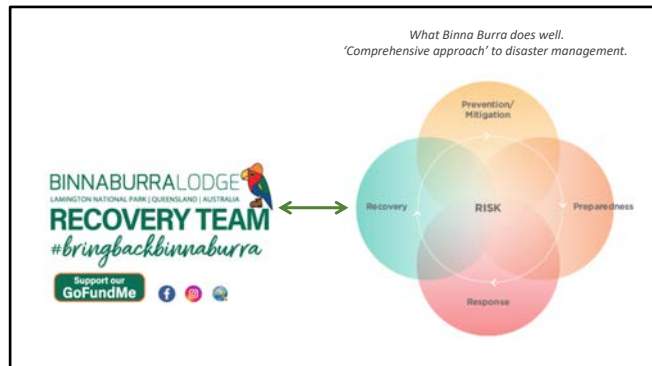 What Binna Burra does well.
‘Comprehensive approach’ to disaster management.
BINNABURRALODGE
LAMINGTON NATIONAL PARK | QUEENSLAND | AUSTRALIA
RECOVERY TEAM
#bringbackbinnaburra
Support our
GoFundMe
Prevention/
Mitigation
Recovery
RISK
Preparedness
Response